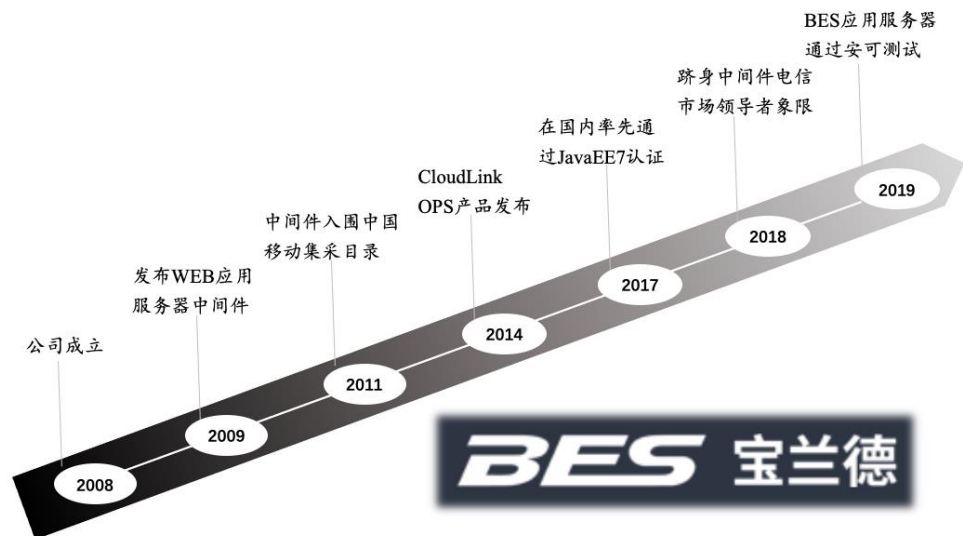 公司成立
2008
发布WEB应用
服务器中间件
2009
中间件入围中国
移动集采目录
2011
CloudLink
OPS产品发布
2014
在国内率先通
过JavaEE7认证
2017
跻身中间件电信
市场领导者象限
2018
BES应用服务器
通过安可测试
2019
BES 宝兰德